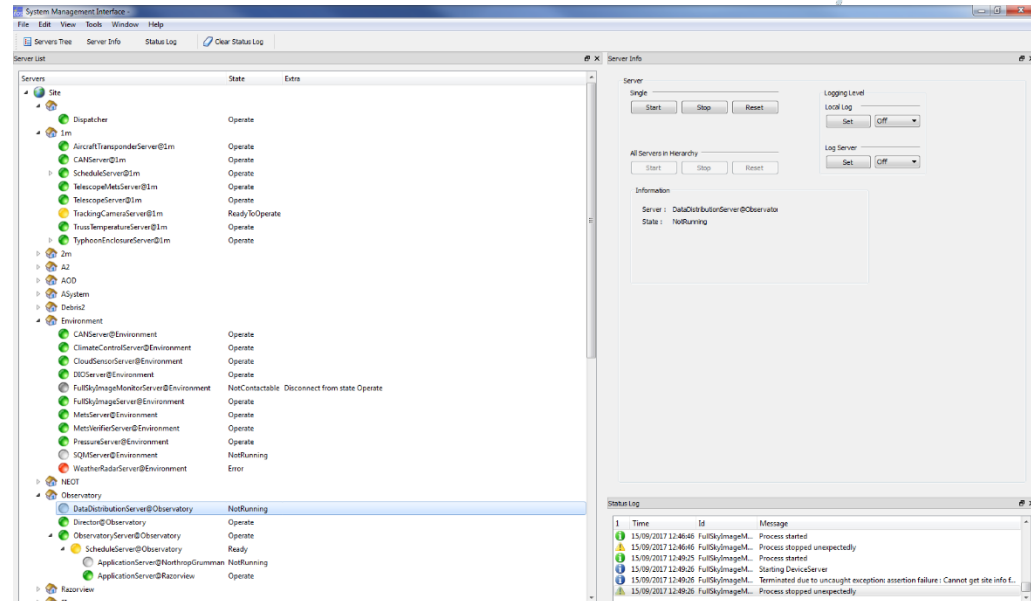 System Management Interface -
File Edit View Tools Window Help
Servers Tree Server Info Status Log Clear Status Log
Server List
Servers State Extra
Site
Dispatcher Operate
1m
AircraftTransponderServer@1m Operate
CANServer@1m Operate
ScheduleServer@1m Operate
TelescopeMetsServer@1m Operate
TelescopeServer@1m Operate
TrackingCameraServer@1m ReadyToOperate
TrussTemperatureServer@1m Operate
TyphoonEnclosureServer@1m Operate
2m
A2
AOD
ASystem
Debris2
Environment
CANServer@Environment Operate
ClimateControlServer@Environment Operate
CloudSensorServer@Environment Operate
DIOServer@Environment Operate
FullSkyImageMonitorServer@Environment NotContactable Disconnect from state Operate
FullSkyImageServer@Environment Operate
MetsServer@Environment Operate
MetsVerifierServer@Environment Operate
PressureServer@Environment Operate
SQMServer@Environment NotRunning
WeatherRadarServer@Environment Error
NEOT
Observatory
DataDistributionServer@Observatory NotRunning
Director@Observatory Operate
ObservatoryServer@Observatory Operate
ScheduleServer@Observatory Ready
ApplicationServer@NorthropGrumman NotRunning
ApplicationServer@Razorview Operate
Razorview
Server Info
Server
Single
Start Stop Reset
All Servers in Hierarchy
Start Stop Reset
Logging Level
Local Log
Set Off
Log Server
Set Off
Information
Server : DataDistributionServer@Observator
State : NotRunning
Status Log
1 Time Id Message
15/09/2017 12:46:46 FullSkyImageM... Process started
15/09/2017 12:46:46 FullSkyImageM... Process stopped unexpectedly
15/09/2017 12:49:25 FullSkyImageM... Process started
15/09/2017 12:49:26 FullSkyImageM... Starting DeviceServer
15/09/2017 12:49:26 FullSkyImageM... Terminated due to uncaught exception: assertion failure : Cannot get site info f...
15/09/2017 12:49:26 FullSkyImageM... Process stopped unexpectedly